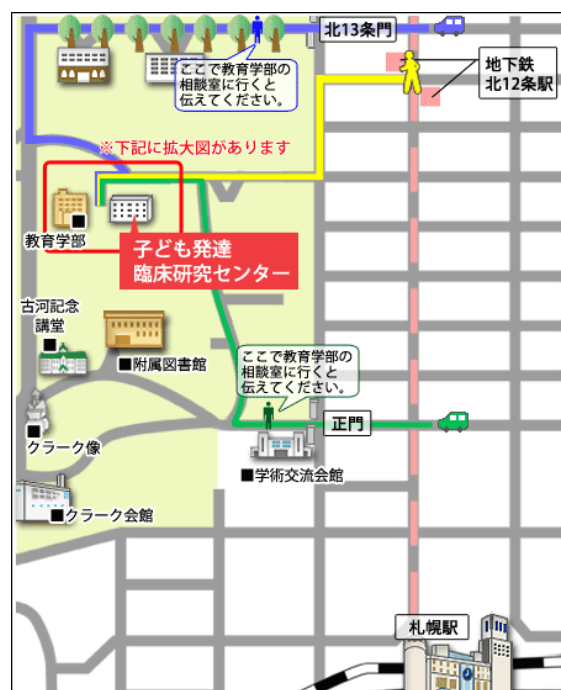 北13条門
地下鉄
北12条駅
ここで教育学部の
相談室に行くと
伝えてください。
※下記に拡大図があります
教育学部
子ども発達
臨床研究センター
古河記念
講堂
■附属図書館
ここで教育学部の
相談室に行くと
伝えてください。
正門
クラーク像
■学術交流会館
■クラーク会館
札幌駅